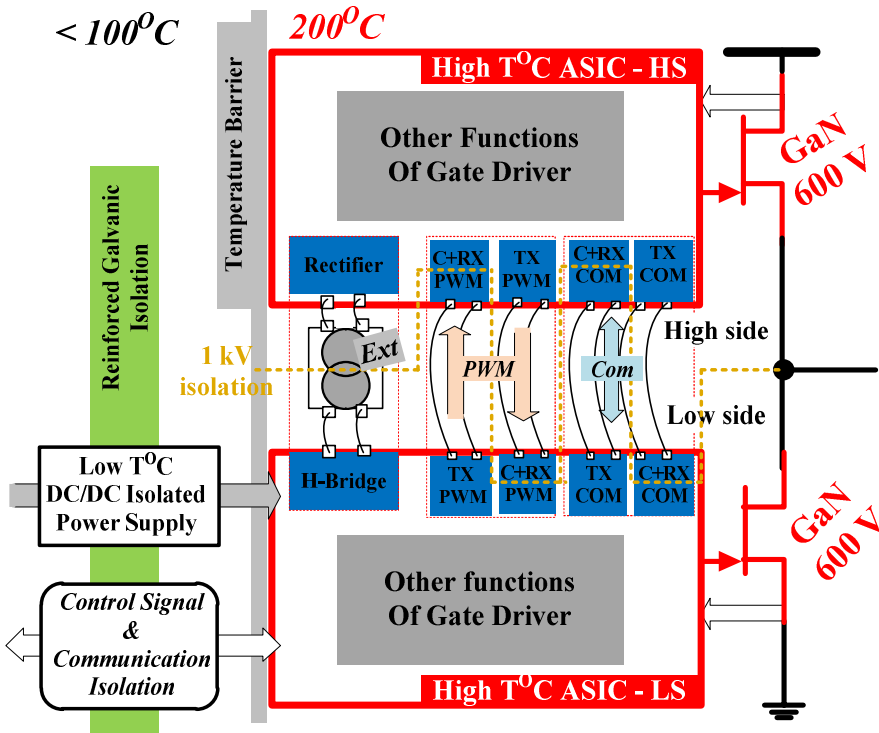 < 100°C
200°C
High T°C ASIC - HS
Temperature Barrier
Other Functions
Of Gate Driver
GaN
600 V
Reinforced Galvanic
Isolation
Rectifier
C+RX
PWM
TX
PWM
C+RX
COM
TX
COM
High side
1 kV
isolation
Ext
PWM
Com
Low side
Low T°C
DC/DC Isolated
Power Supply
H-Bridge
TX
PWM
C+RX
PWM
TX
COM
C+RX
COM
GaN
600 V
Other functions
Of Gate Driver
Control Signal
&
Communication
Isolation
High T°C ASIC - LS